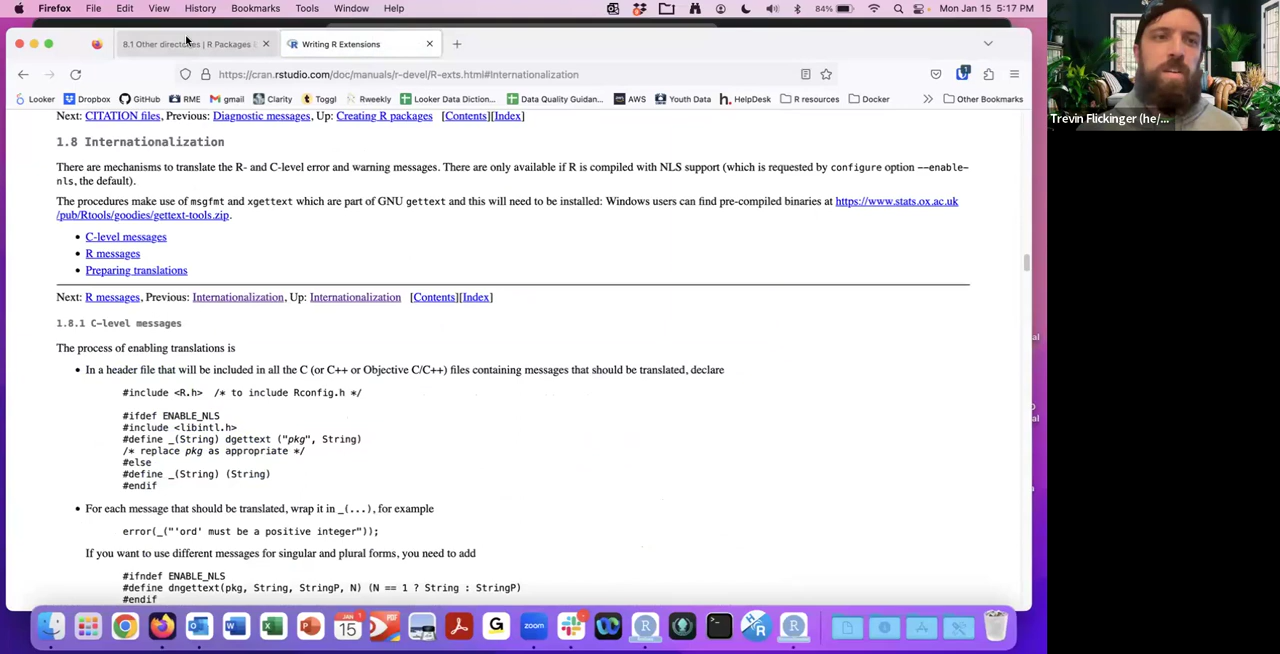 Firefox File Edit View History Bookmarks Tools Window Help 84% Mon Jan 15 5:17 PM
8.1 Other directories | R Packages
Writing R Extensions
https://cran.rstudio.com/doc/manuals/r-devel/R-exts.html#Internationalization
Looker Dropbox GitHub RME gmail Clarity Toggl Rweekly Looker Data Diction... Data Quality Guidan... AWS Youth Data HelpDesk R resources Docker Other Bookmarks
Next: CITATION files, Previous: Diagnostic messages, Up: Creating R packages [Contents][Index]
1.8 Internationalization
There are mechanisms to translate the R- and C-level error and warning messages. There are only available if R is compiled with NLS support (which is requested by configure option --enable-
nls, the default).
The procedures make use of msgfmt and xgettext which are part of GNU gettext and this will need to be installed: Windows users can find pre-compiled binaries at https://www.stats.ox.ac.uk
/pub/Rtools/goodies/gettext-tools.zip.
• C-level messages
• R messages
• Preparing translations
Next: R messages, Previous: Internationalization, Up: Internationalization [Contents][Index]
1.8.1 C-level messages
The process of enabling translations is
• In a header file that will be included in all the C (or C++ or Objective C/C++) files containing messages that should be translated, declare
#include <R.h> /* to include Rconfig.h */
#ifdef ENABLE_NLS
#include <libintl.h>
#define _(String) dgettext ("pkg", String)
/* replace pkg as appropriate */
#else
#define _(String) (String)
#endif
• For each message that should be translated, wrap it in _(...), for example
error(_("'ord' must be a positive integer"));
If you want to use different messages for singular and plural forms, you need to add
#ifndef ENABLE_NLS
#define dngettext(pkg, String, StringP, N) (N == 1 ? String : StringP)
#endif
Trevin Flickinger (he/...
JAN
15
zoom